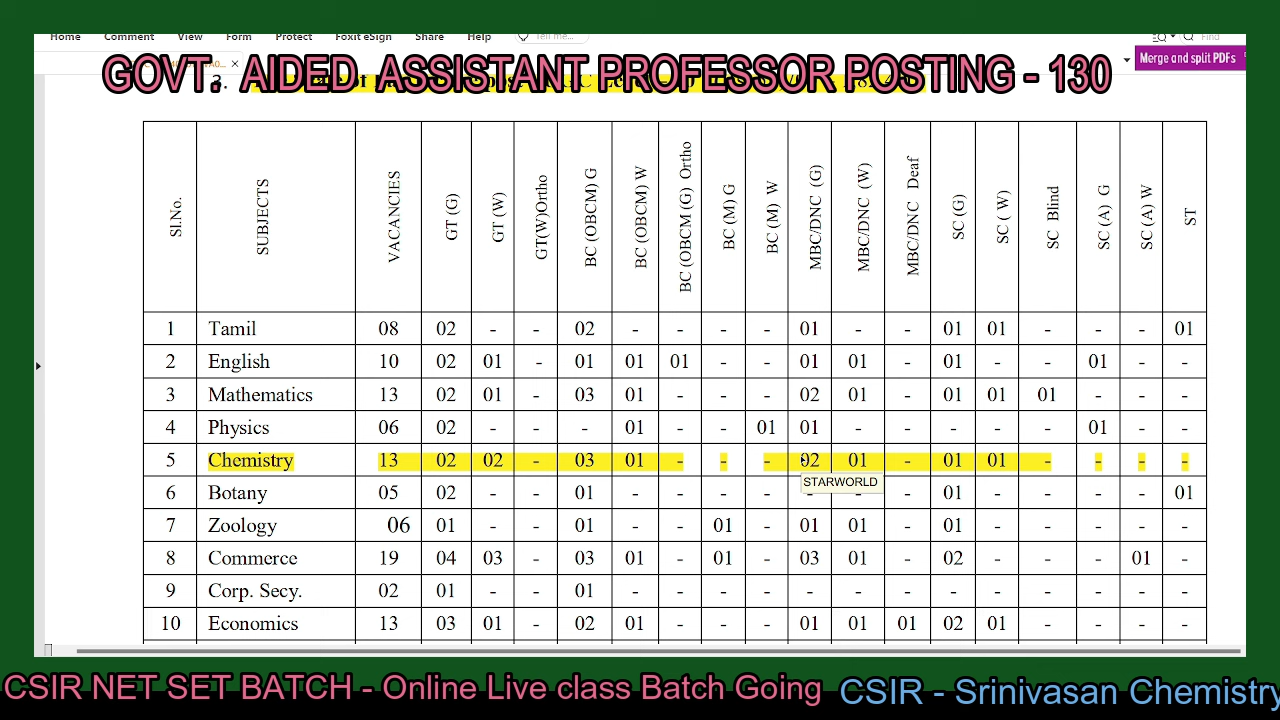 Home Comment View Form Protect Foxit eSign Share Help Tell me... Find
Merge and split PDFs
GOVT. AIDED ASSISTANT PROFESSOR POSTING - 130
3.
Sl.No. SUBJECTS VACANCIES GT (G) GT (W) GT(W)Ortho BC (OBCM) G BC (OBCM) W BC (OBCM (G) Ortho BC (M) G BC (M) W MBC/DNC (G) MBC/DNC (W) MBC/DNC Deaf SC (G) SC ( W) SC Blind SC (A) G SC (A) W ST
1 Tamil 08 02 - - 02 - - - - 01 - - 01 01 - - - 01
2 English 10 02 01 - 01 01 01 - - 01 01 - 01 - - 01 - -
3 Mathematics 13 02 01 - 03 01 - - - 02 01 - 01 01 01 - - -
4 Physics 06 02 - - - 01 - - 01 01 - - - - - 01 - -
5 Chemistry 13 02 02 - 03 01 - - - 02 01 - 01 01 - - - -
STARWORLD
6 Botany 05 02 - - 01 - - - - - - - 01 - - - - 01
7 Zoology 06 01 - - 01 - - 01 - 01 01 - 01 - - - - -
8 Commerce 19 04 03 - 03 01 - 01 - 03 01 - 02 - - - 01 -
9 Corp. Secy. 02 01 - - 01 - - - - - - - - - - - - -
10 Economics 13 03 01 - 02 01 - - - 01 01 01 02 01 - - - -
CSIR NET SET BATCH - Online Live class Batch Going
CSIR - Srinivasan Chemistry